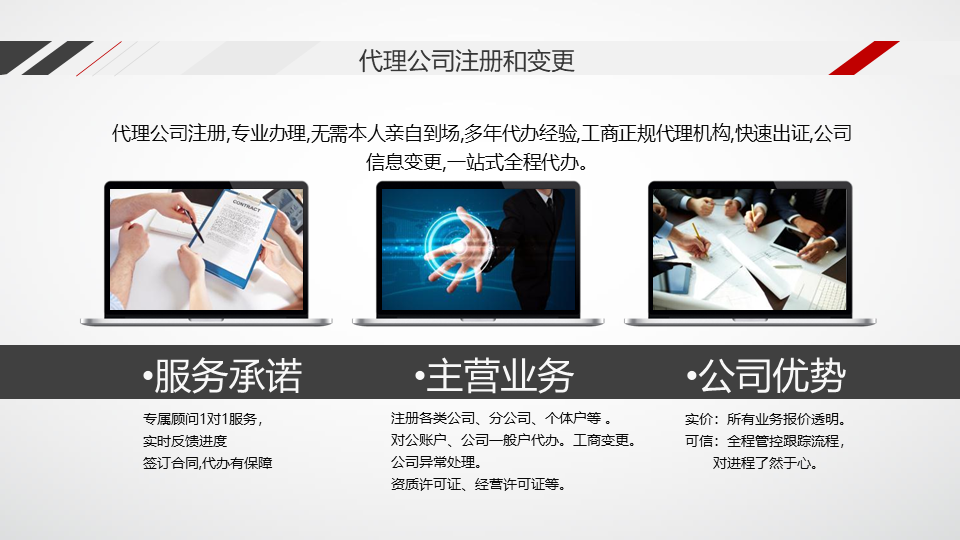 代理公司注册和变更
代理公司注册,专业办理,无需本人亲自到场,多年代办经验,工商正规代理机构,快速出证,公司
信息变更,一站式全程代办。
CONTRACT
•服务承诺
专属顾问1对1服务，
实时反馈进度
签订合同,代办有保障
•主营业务
注册各类公司、分公司、个体户等 。
对公账户、公司一般户代办。工商变更。
公司异常处理。
资质许可证、经营许可证等。
•公司优势
实价：所有业务报价透明。
可信：全程管控跟踪流程，
对进程了然于心。